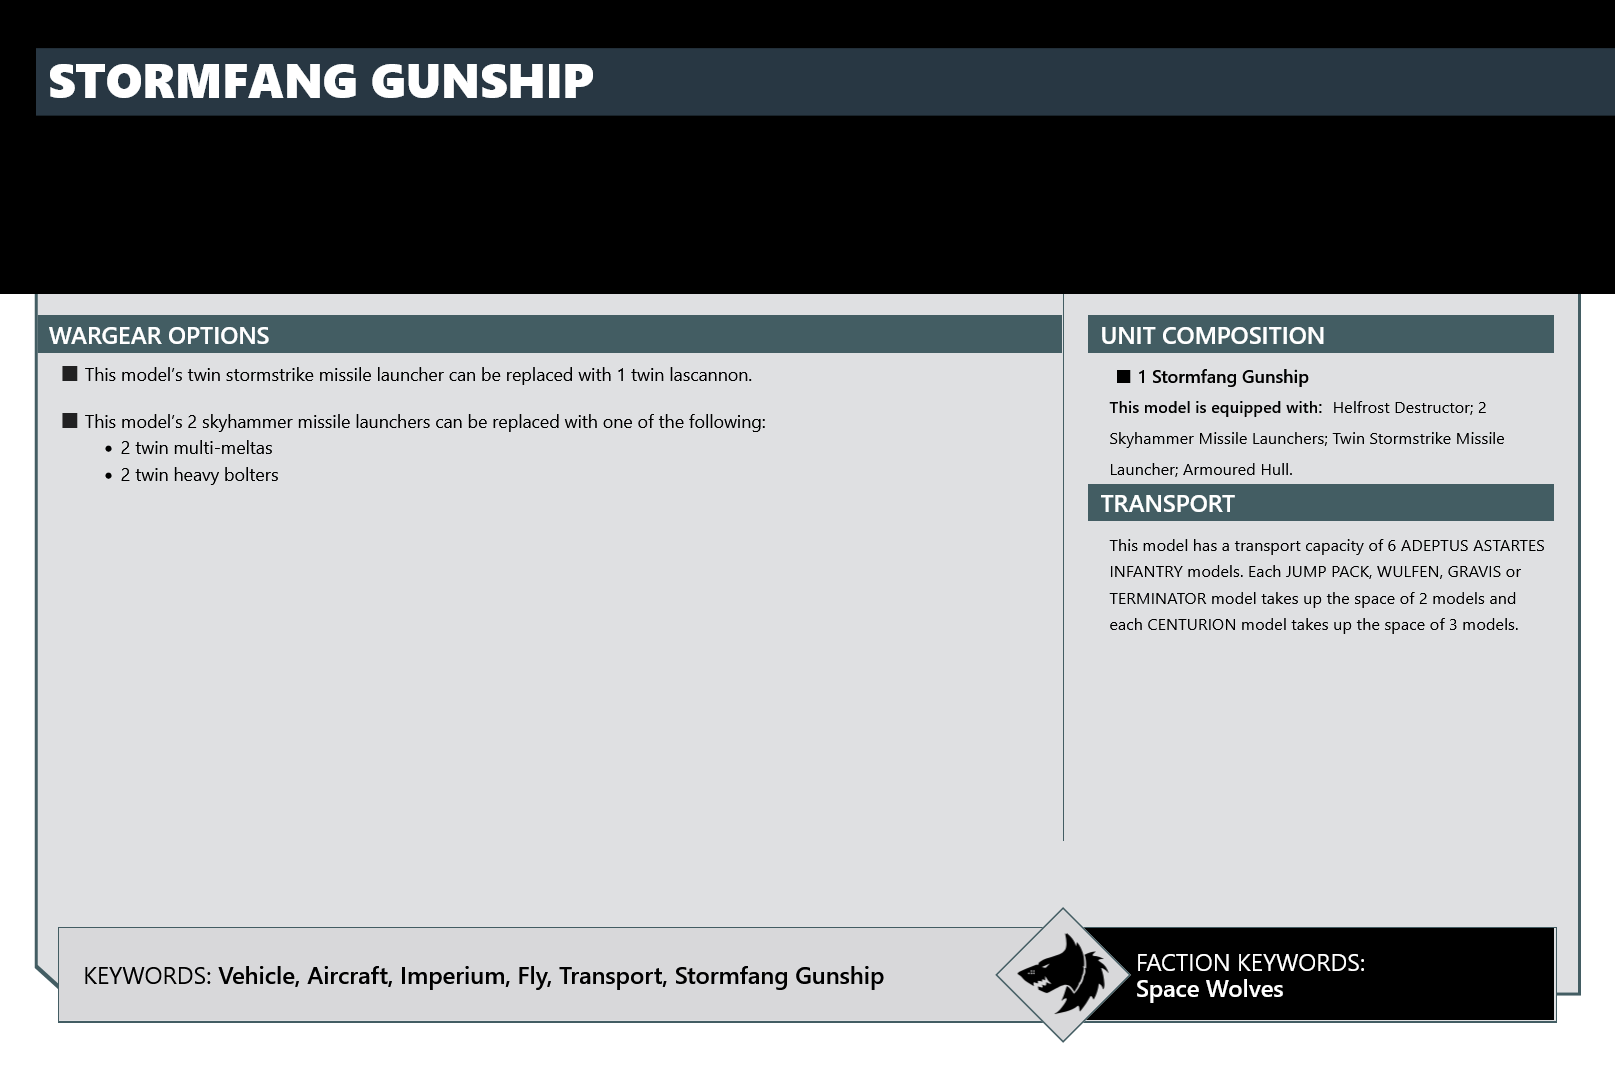 STORMFANG GUNSHIP
WARGEAR OPTIONS
■ This model’s twin stormstrike missile launcher can be replaced with 1 twin lascannon.
■ This model’s 2 skyhammer missile launchers can be replaced with one of the following:
• 2 twin multi-meltas
• 2 twin heavy bolters
UNIT COMPOSITION
■ 1 Stormfang Gunship
This model is equipped with: Helfrost Destructor; 2
Skyhammer Missile Launchers; Twin Stormstrike Missile
Launcher; Armoured Hull.
TRANSPORT
This model has a transport capacity of 6 ADEPTUS ASTARTES
INFANTRY models. Each JUMP PACK, WULFEN, GRAVIS or
TERMINATOR model takes up the space of 2 models and
each CENTURION model takes up the space of 3 models.
KEYWORDS: Vehicle, Aircraft, Imperium, Fly, Transport, Stormfang Gunship
FACTION KEYWORDS:
Space Wolves